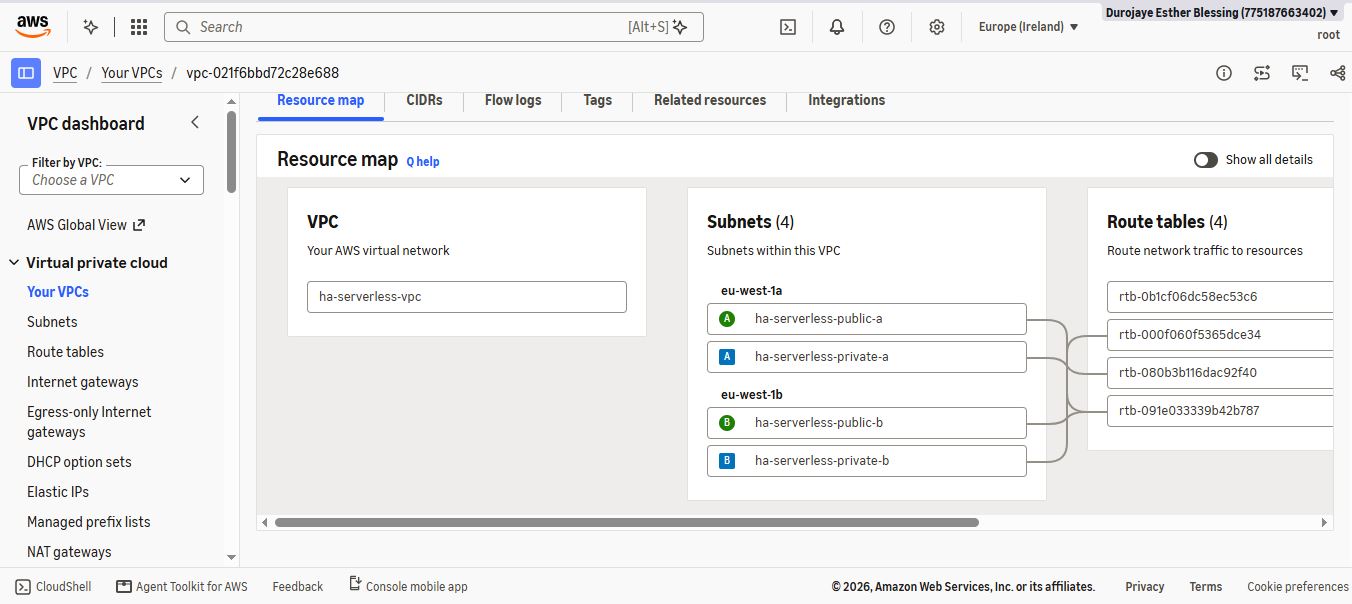 aws
Search [Alt+S]
Europe (Ireland)
Durojaye Esther Blessing (775187663402)
root
VPC / Your VPCs / vpc-021f6bbd72c28e688
VPC dashboard
Filter by VPC:
Choose a VPC
AWS Global View
Virtual private cloud
Your VPCs
Subnets
Route tables
Internet gateways
Egress-only Internet
gateways
DHCP option sets
Elastic IPs
Managed prefix lists
NAT gateways
Resource map CIDRs Flow logs Tags Related resources Integrations
Resource map Q help
Show all details
VPC
Your AWS virtual network
ha-serverless-vpc
Subnets (4)
Subnets within this VPC
eu-west-1a
A ha-serverless-public-a
A ha-serverless-private-a
eu-west-1b
B ha-serverless-public-b
B ha-serverless-private-b
Route tables (4)
Route network traffic to resources
rtb-0b1cf06dc58ec53c6
rtb-000f060f5365dce34
rtb-080b3b116dac92f40
rtb-091e033339b42b787
CloudShell Agent Toolkit for AWS Feedback Console mobile app
© 2026, Amazon Web Services, Inc. or its affiliates. Privacy Terms Cookie preferences